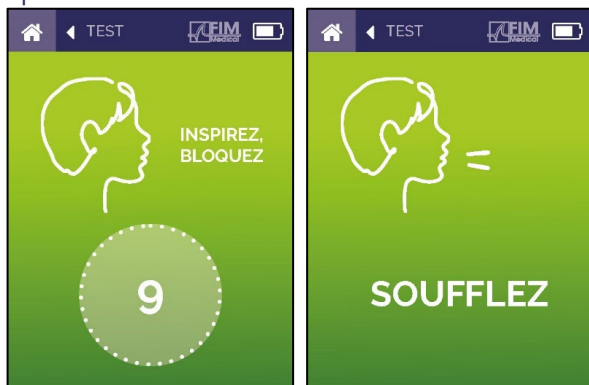 TEST
FIM
Medical
INSPIREZ,
BLOQUEZ
9
TEST
FIM
Medical
SOUFFLEZ